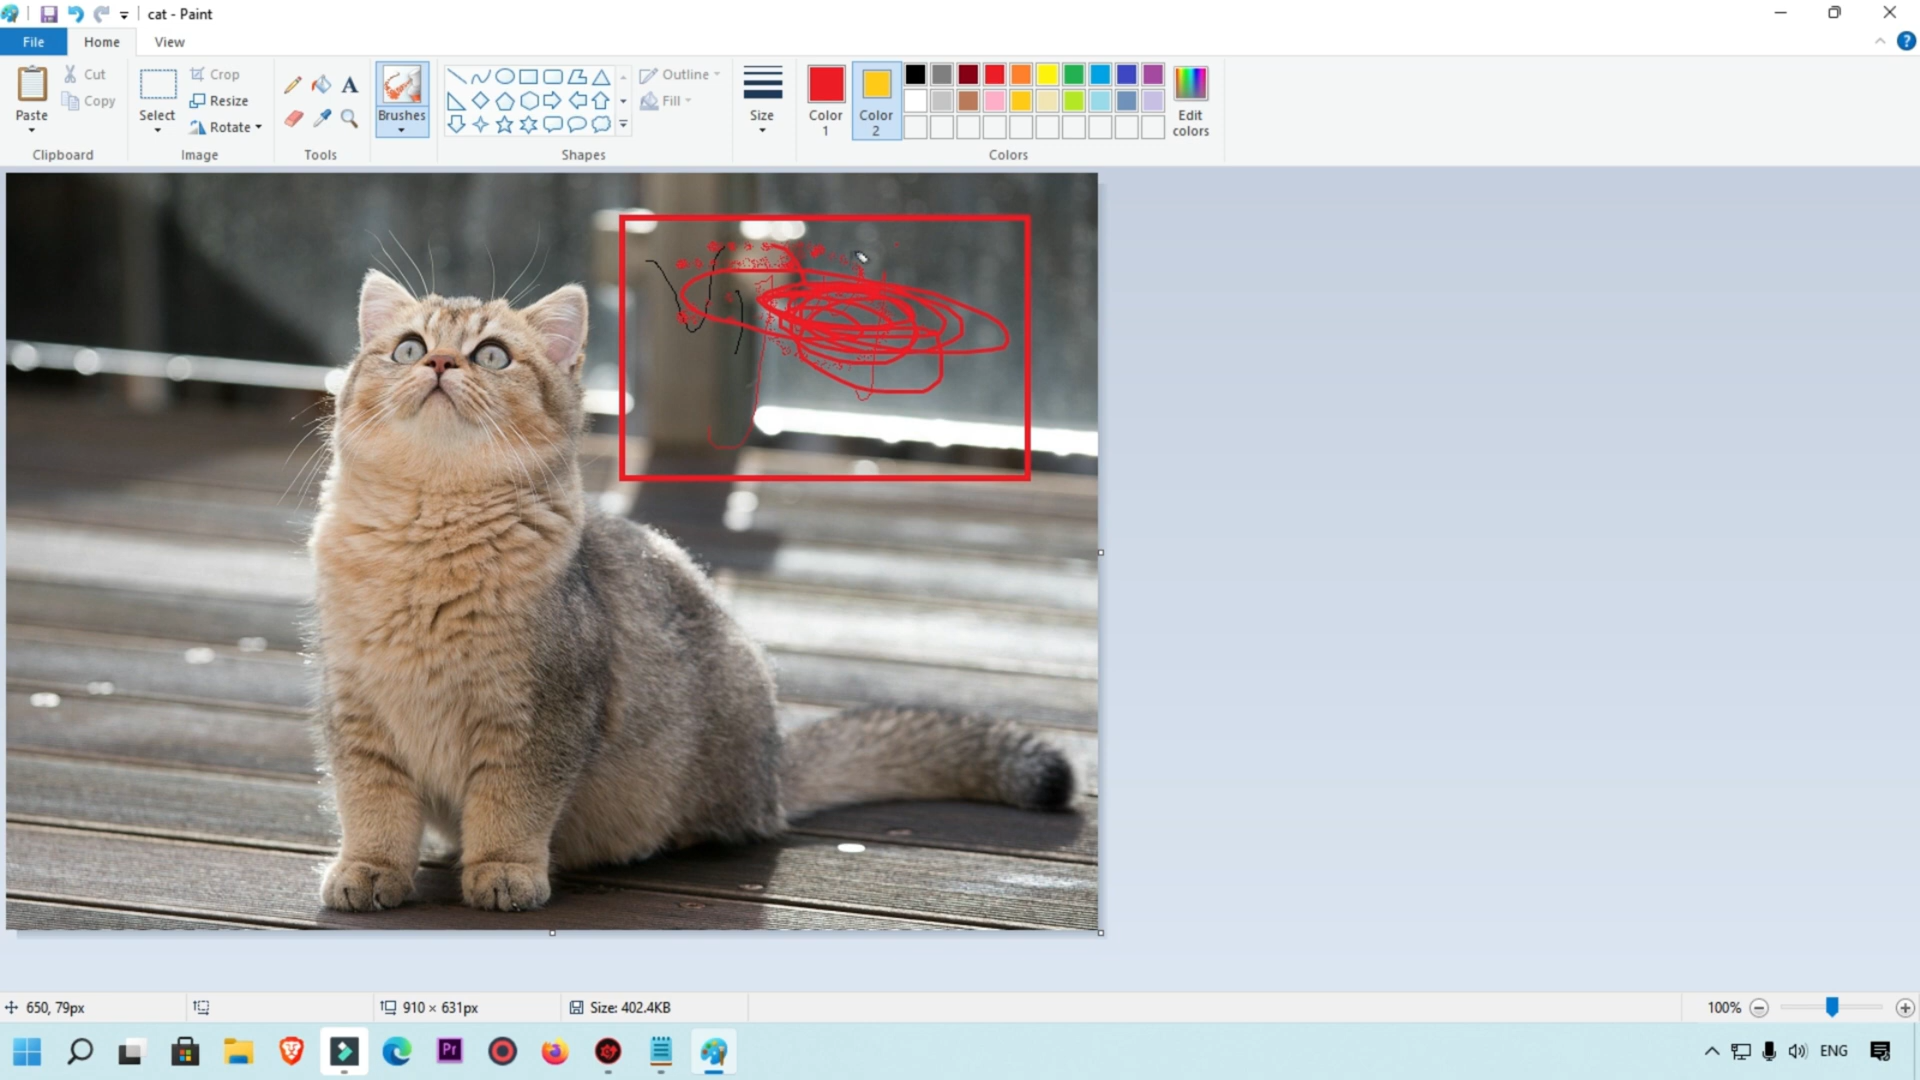 cat - Paint
File Home View
Paste Cut Copy Clipboard
Select Crop Resize Rotate Image
A
Tools
Brushes
Shapes
Outline Fill
Size
Color 1 Color 2
Edit colors
Colors
?
650, 79px 910 × 631px Size: 402.4KB 100%
Pr
ENG